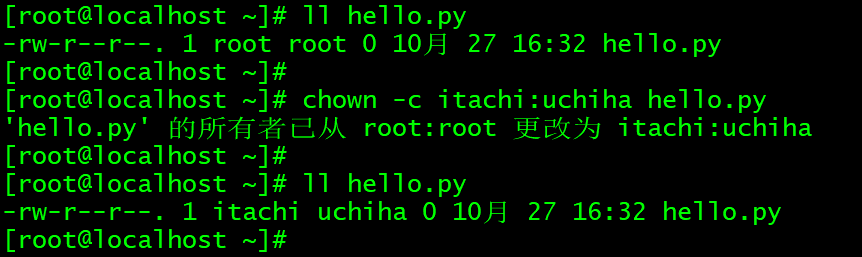 [root@localhost ~]# ll hello.py
-rw-r--r--. 1 root root 0 10月 27 16:32 hello.py
[root@localhost ~]#
[root@localhost ~]# chown -c itachi:uchiha hello.py
'hello.py' 的所有者已从 root:root 更改为 itachi:uchiha
[root@localhost ~]#
[root@localhost ~]# ll hello.py
-rw-r--r--. 1 itachi uchiha 0 10月 27 16:32 hello.py
[root@localhost ~]#